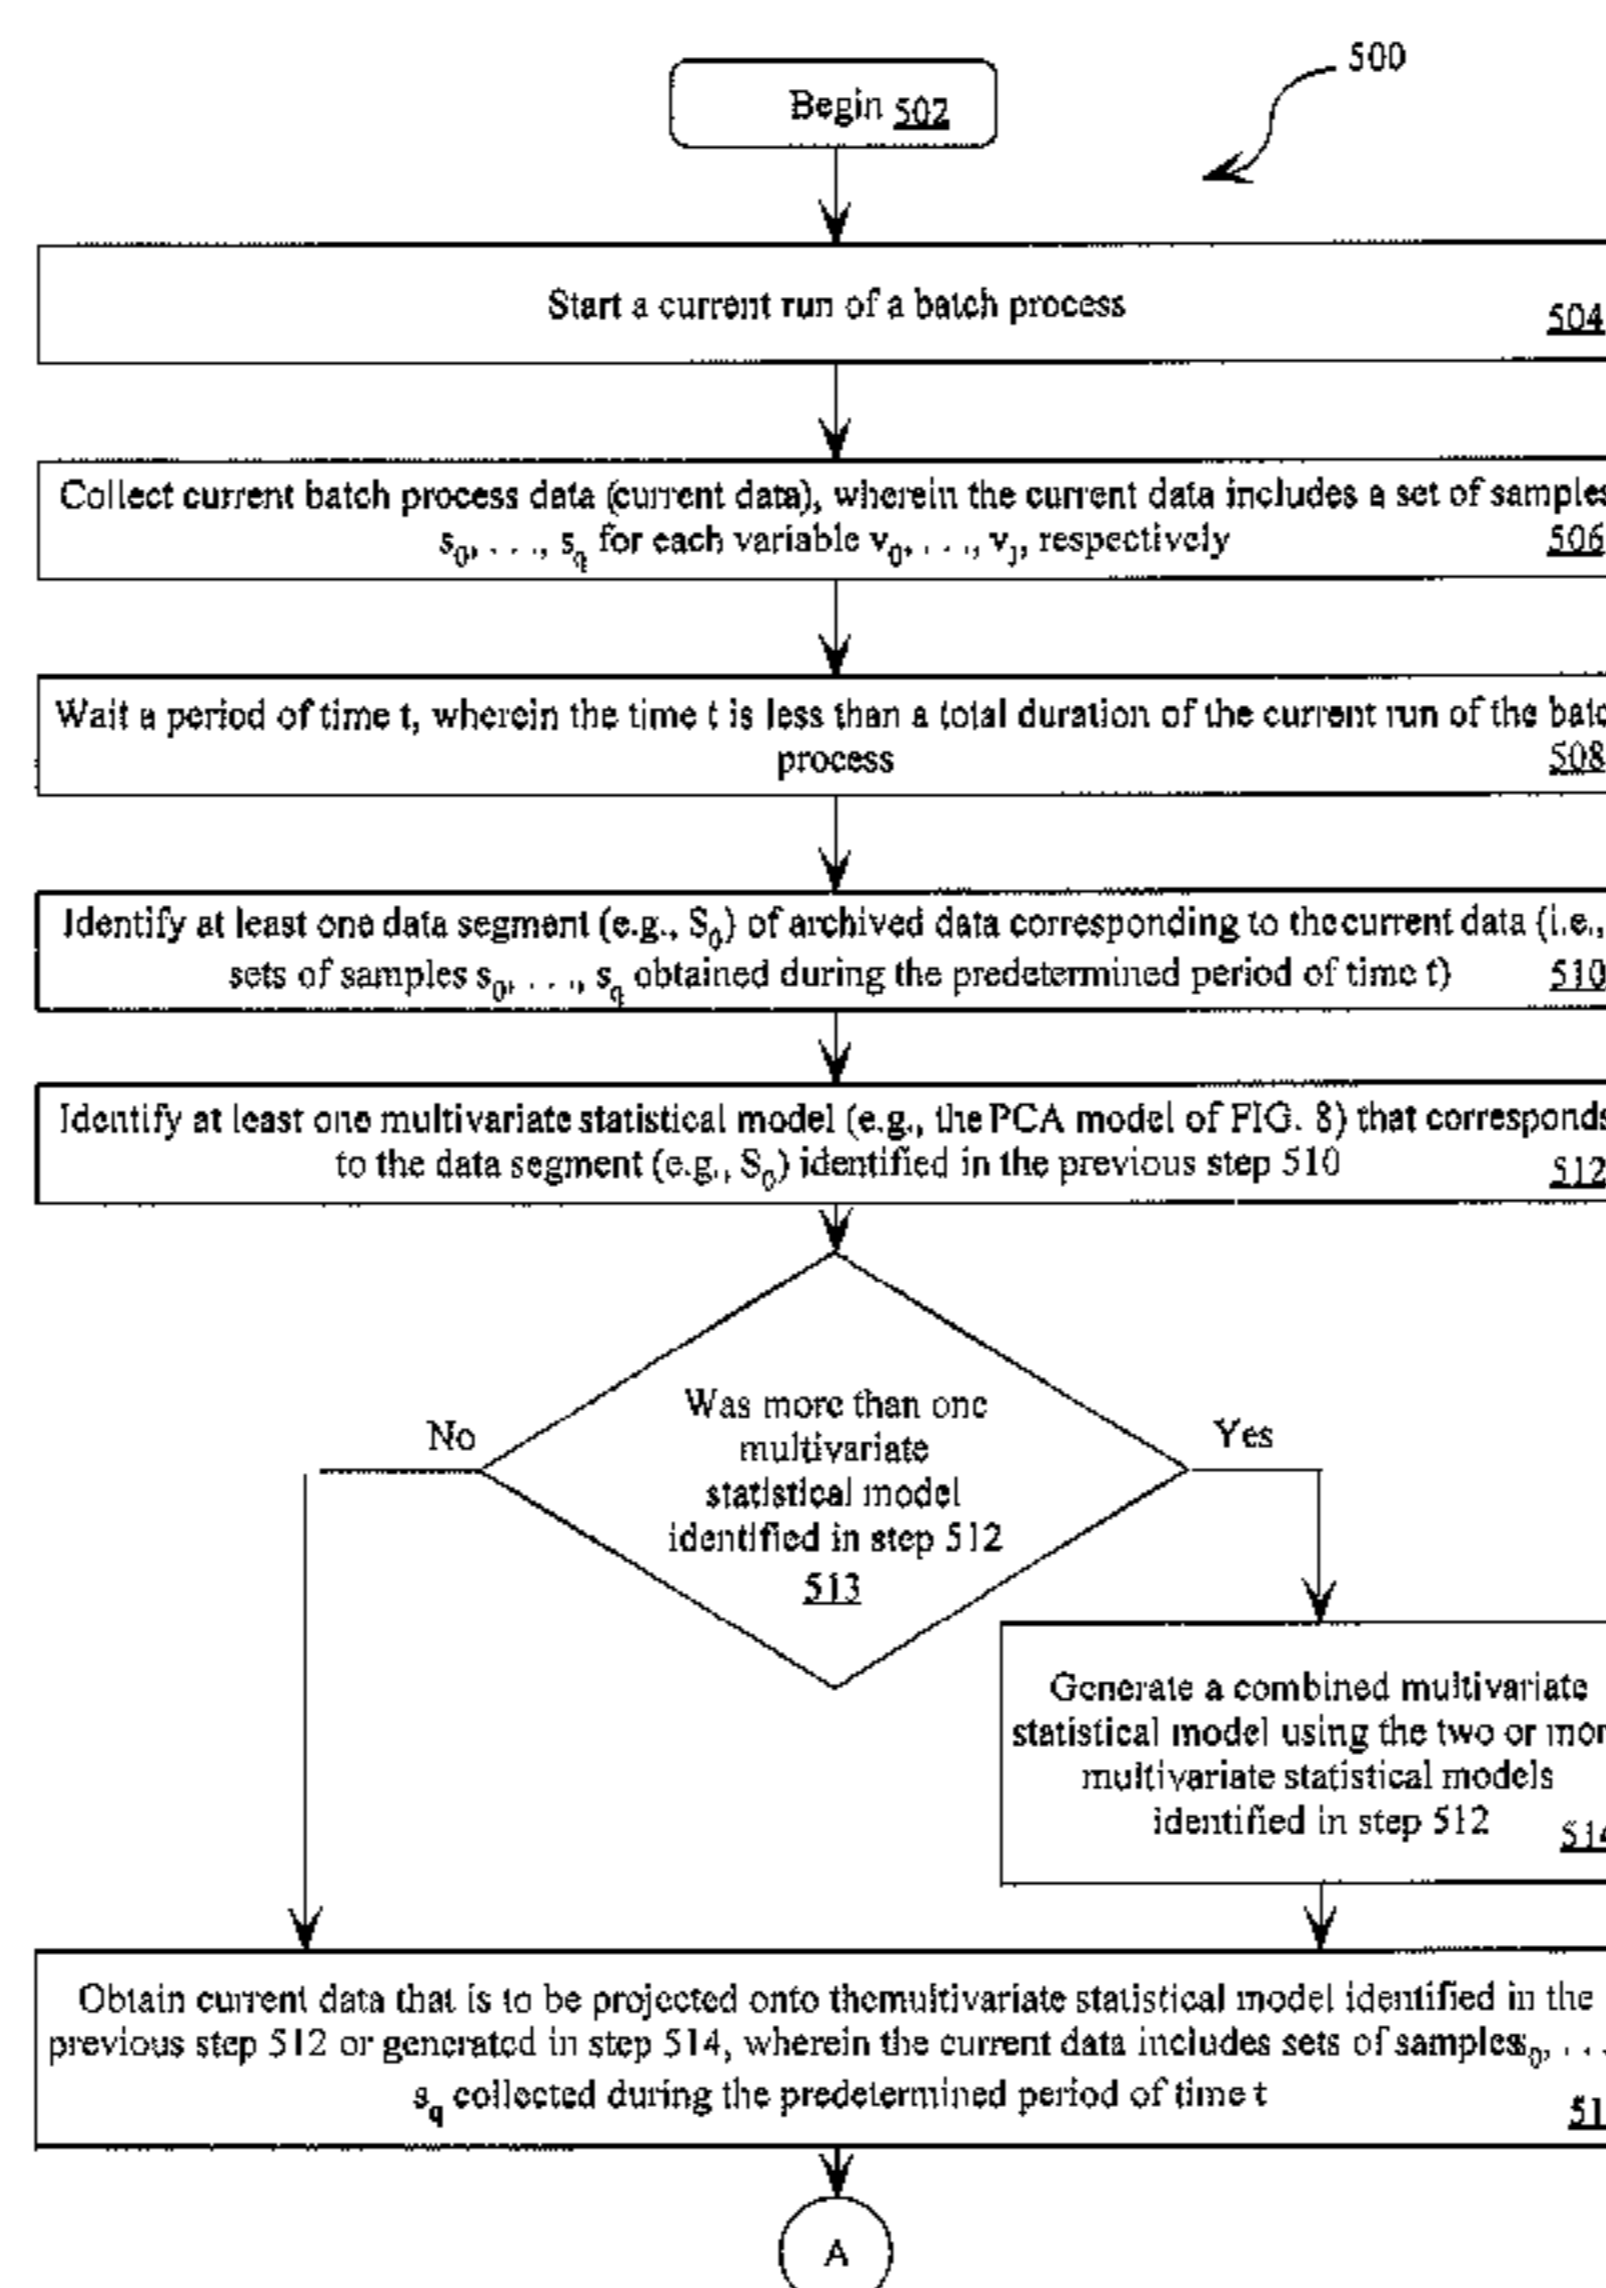 500
Begin 502
Start a current run of a batch process
504
Collect current batch process data (current data), wherein the current data includes a set of samples
s0, . . ., sq for each variable v0, . . ., vJ, respectively
506
Wait a period of time t, wherein the time t is less than a total duration of the current run of the batc
process
508
Identify at least one data segment (e.g., S0) of archived data corresponding to the current data (i.e.,
sets of samples s0, . . ., sq obtained during the predetermined period of time t)
510
Identify at least one multivariate statistical model (e.g., the PCA model of FIG. 8) that corresponds
to the data segment (e.g., S0) identified in the previous step 510
512
Was more than one
multivariate
statistical model
identified in step 512
513
No
Yes
Generate a combined multivariate
statistical model using the two or mor
multivariate statistical models
identified in step 512
514
Obtain current data that is to be projected onto themultivariate statistical model identified in the
previous step 512 or generated in step 514, wherein the current data includes sets of sampless0, . . .
sq collected during the predetermined period of time t
51
A